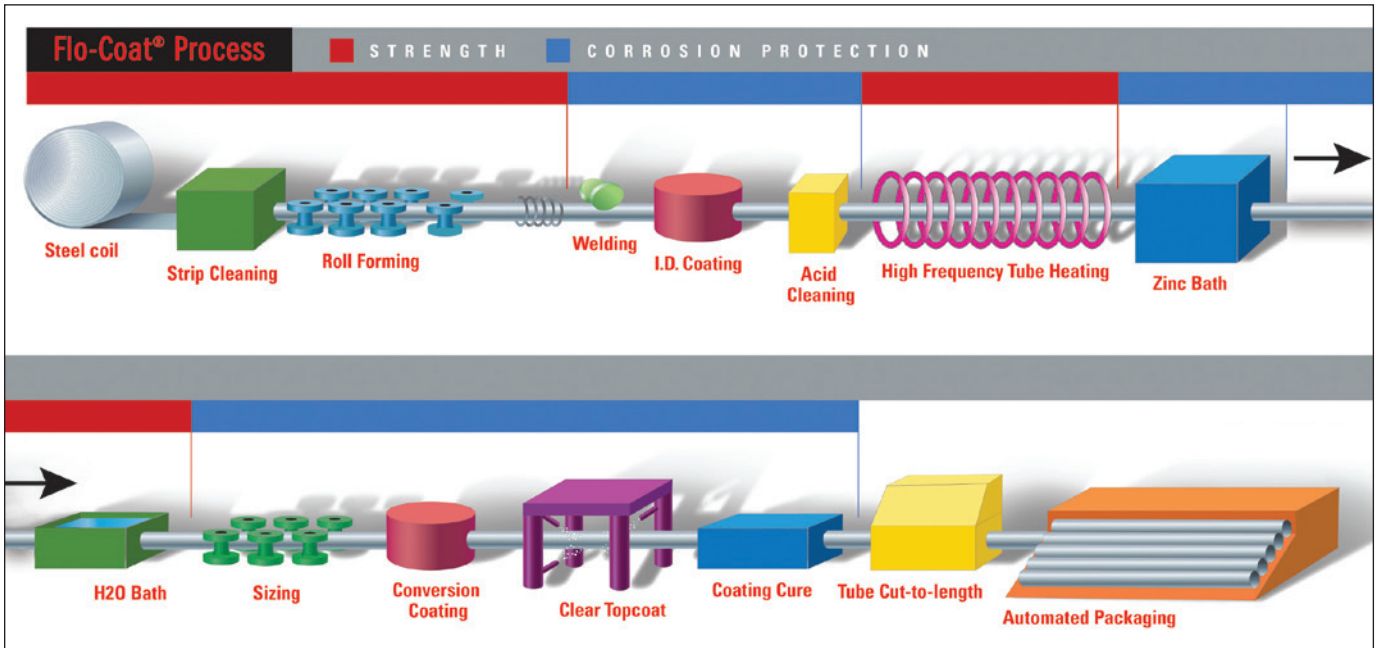 Flo-Coat® Process
STRENGTH
CORROSION PROTECTION
Steel coil
Strip Cleaning
Roll Forming
Welding
I.D. Coating
Acid
Cleaning
High Frequency Tube Heating
Zinc Bath
H2O Bath
Sizing
Conversion
Coating
Clear Topcoat
Coating Cure
Tube Cut-to-length
Automated Packaging